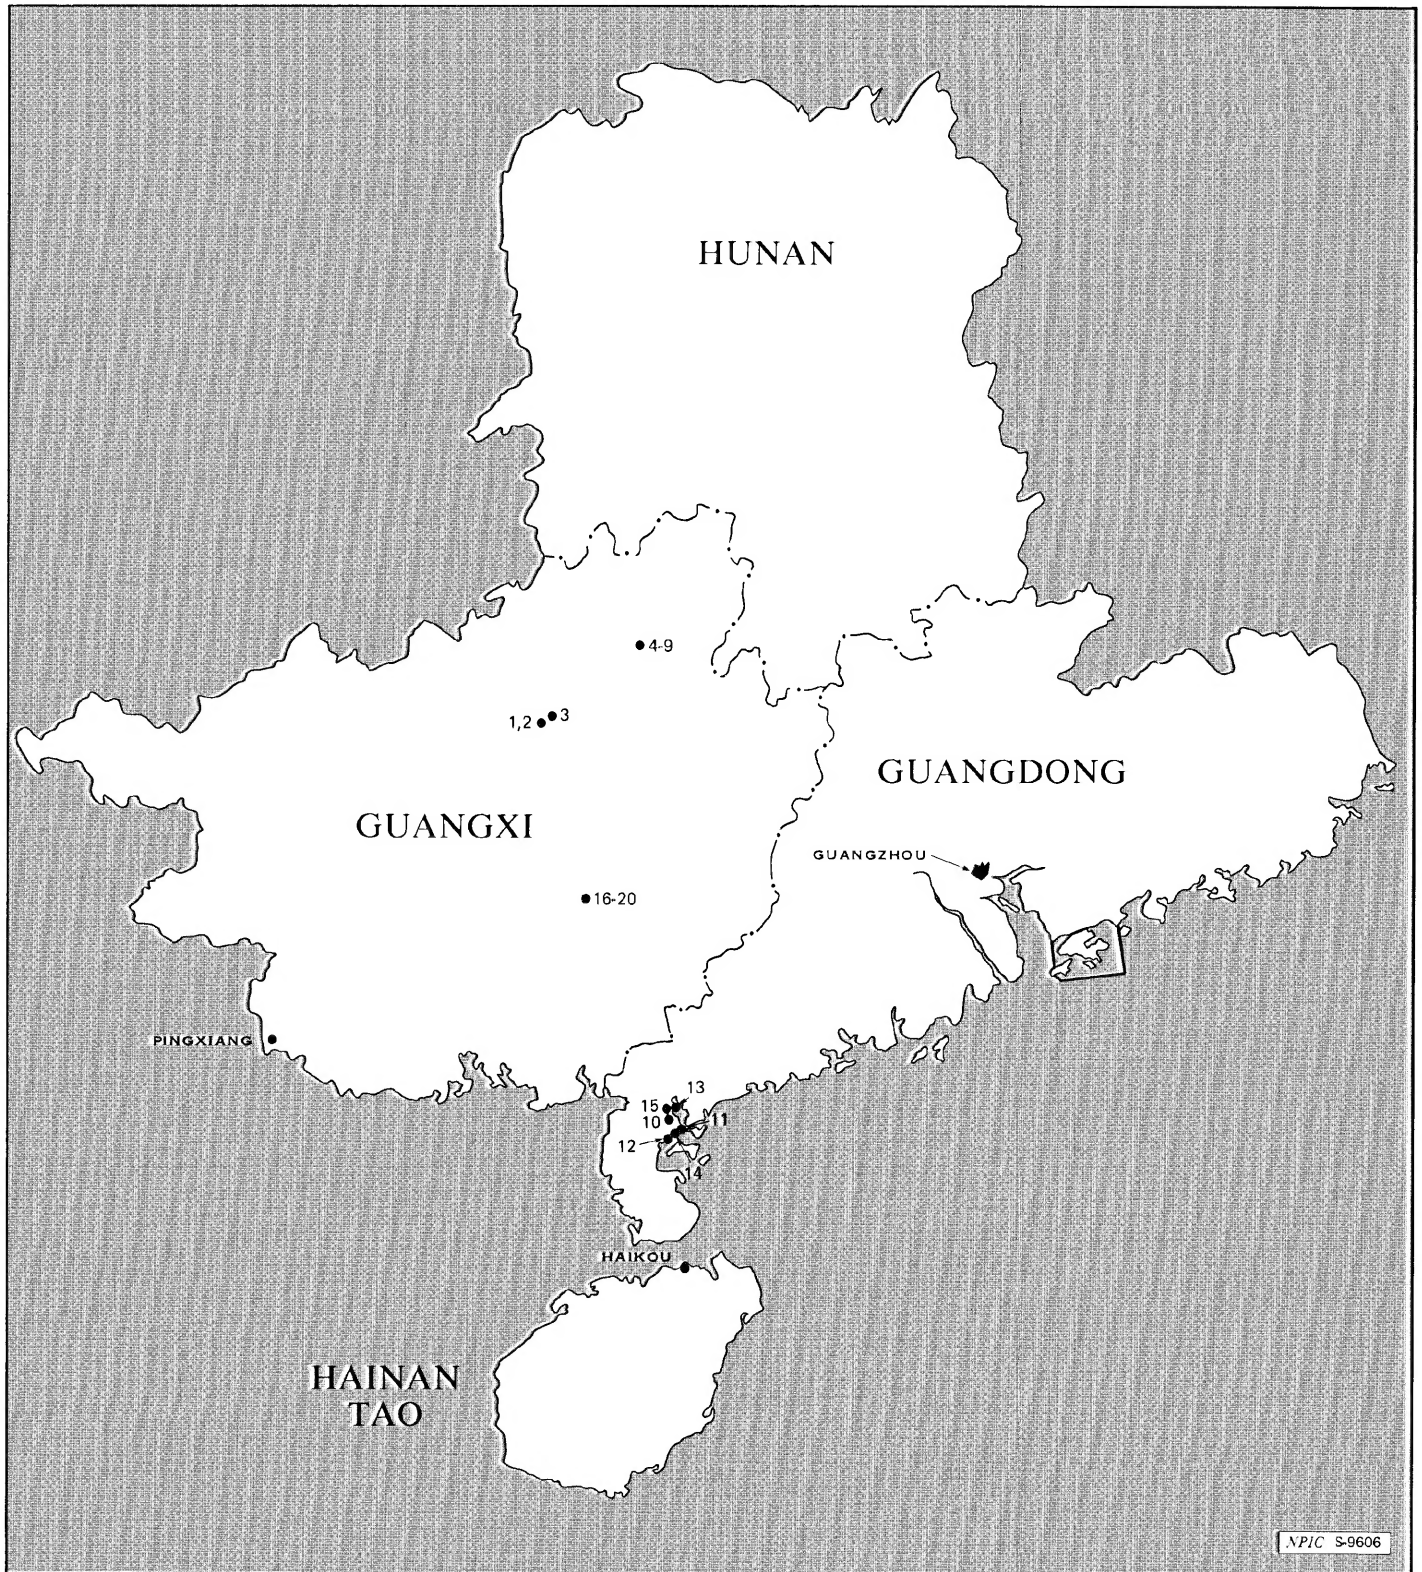 HUNAN
4-9
1,2
3
GUANGDONG
GUANGXI
GUANGZHOU
16-20
PINGXIANG
13
15
10
11
12
14
HAIKOU
HAINAN
TAO
NPIC S-9606